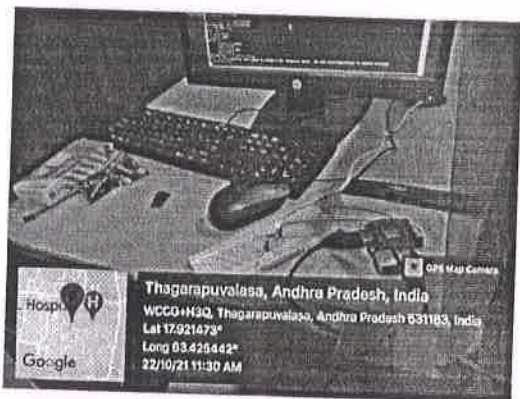 GPS Map Camera
Thagarapuvalasa, Andhra Pradesh, India
WCCG+H3Q, Thagarapuvalasa, Andhra Pradesh 531163, India
Lat 17.921473°
Long 83.425442°
22/10/21 11:30 AM
Hospi
H
Google